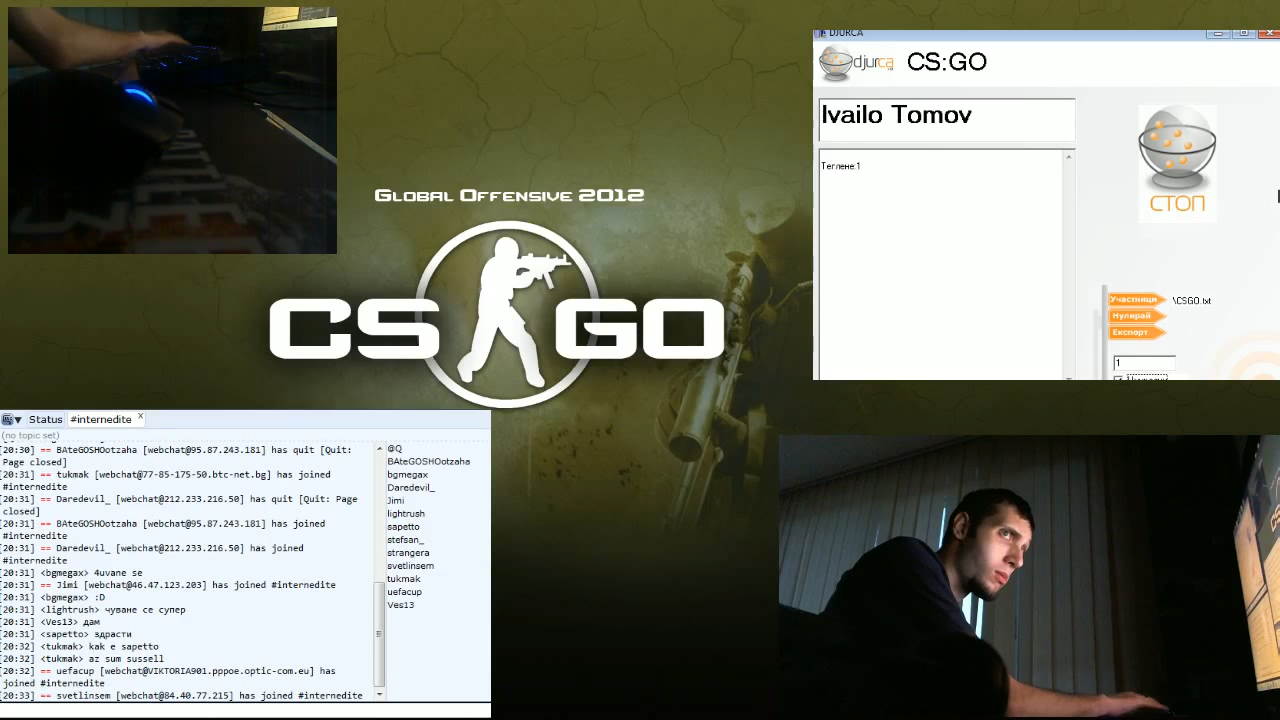 DJURCA
djurca
CS:GO
Ivailo Tomov
Теглене:1
СТОП
Участници
\CSGO.txt
Нулирай
Експорт
1
GLOBAL OFFENSIVE 2012
CS GO
Status
#internedite
x
(no topic set)
[20:30] == BAteGOSHOotzaha [webchat@95.87.243.181] has quit [Quit:
Page closed]
[20:31] == tukmak [webchat@77-85-175-50.btc-net.bg] has joined
#internedite
[20:31] == Daredevil_ [webchat@212.233.216.50] has quit [Quit: Page
closed]
[20:31] == BAteGOSHOotzaha [webchat@95.87.243.181] has joined
#internedite
[20:31] == Daredevil_ [webchat@212.233.216.50] has joined
#internedite
[20:31] <bgmegax> 4uvane se
[20:31] == Jimi [webchat@46.47.123.203] has joined #internedite
[20:31] <bgmegax> :D
[20:31] <lightrush> чуване се супер
[20:31] <Ves13> дам
[20:31] <sapetto> здрасти
[20:32] <tukmak> kak e sapetto
[20:32] <tukmak> az sum sussell
[20:32] == uefacup [webchat@VIKTORIA901.pppoe.optic-com.eu] has
joined #internedite
[20:33] == svetlinsem [webchat@84.40.77.215] has joined #internedite
@Q
BAteGOSHOotzaha
bgmegax
Daredevil_
Jimi
lightrush
sapetto
stefsan_
strangera
svetlinsem
tukmak
uefacup
Ves13